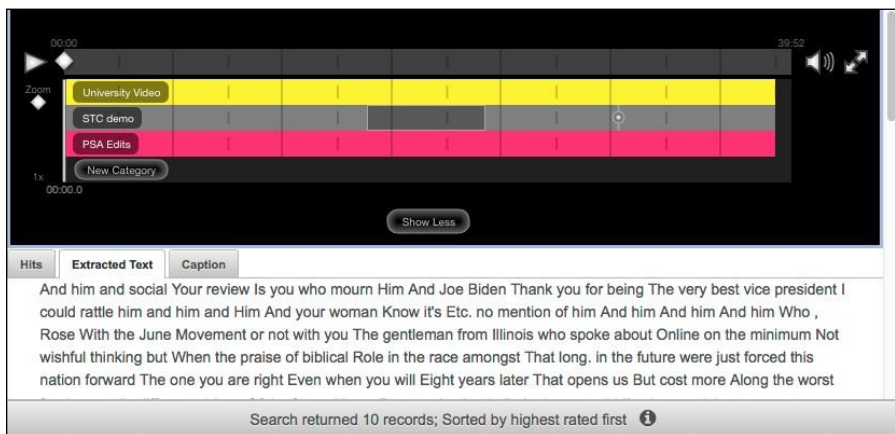 00:00
39:52
Zoom
University Video
STC demo
PSA Edits
New Category
1x
00:00.0
Show Less
Hits Extracted Text Caption
And him and social Your review Is you who mourn Him And Joe Biden Thank you for being The very best vice president I
could rattle him and him and Him And your woman Know it's Etc. no mention of him And him And him And him Who ,
Rose With the June Movement or not with you The gentleman from Illinois who spoke about Online on the minimum Not
wishful thinking but When the praise of biblical Role in the race amongst That long. in the future were just forced this
nation forward The one you are right Even when you will Eight years later That opens us But cost more Along the worst
Search returned 10 records; Sorted by highest rated first